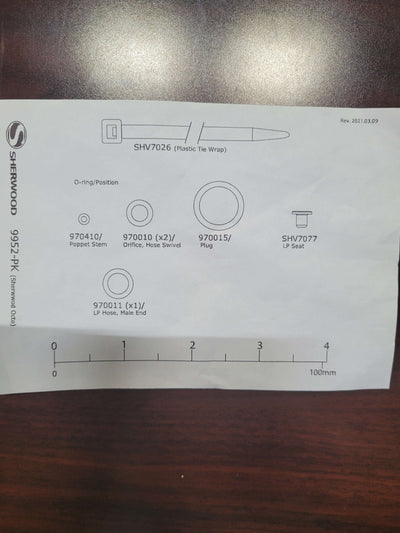 Rev. 2021.03.09
SHV7026 (Plastic Tie Wrap)
SHERWOOD
9952-PK (Sherwood Octo)
O-ring/Position
970410/
Poppet Stem
970010 (x2)/
Orifice, Hose Swivel
970015/
Plug
SHV7077
LP Seat
970011 (x1)/
LP Hose, Male End
0 1 2 3 4
0 100mm